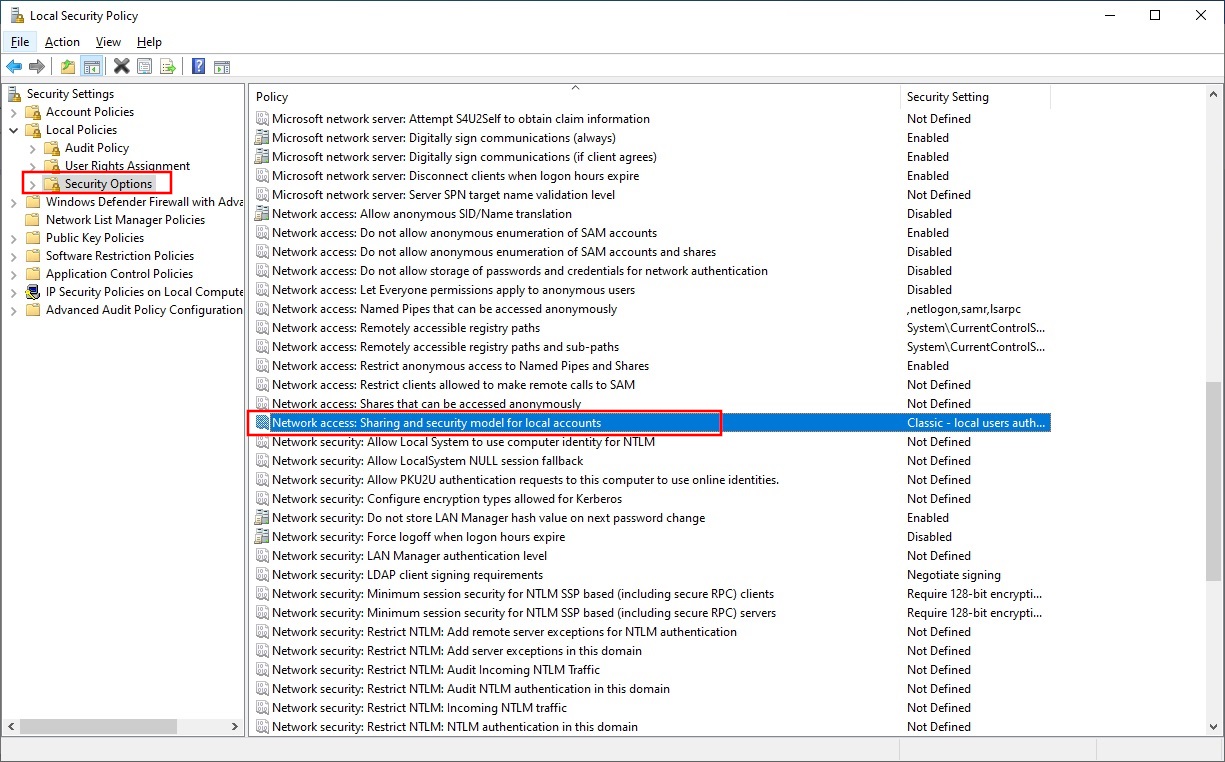 Local Security Policy
File Action View Help
Security Settings
Account Policies
Local Policies
Audit Policy
User Rights Assignment
Security Options
Windows Defender Firewall with Adva
Network List Manager Policies
Public Key Policies
Software Restriction Policies
Application Control Policies
IP Security Policies on Local Compute
Advanced Audit Policy Configuration
Policy Security Setting
Microsoft network server: Attempt S4U2Self to obtain claim information Not Defined
Microsoft network server: Digitally sign communications (always) Enabled
Microsoft network server: Digitally sign communications (if client agrees) Enabled
Microsoft network server: Disconnect clients when logon hours expire Enabled
Microsoft network server: Server SPN target name validation level Not Defined
Network access: Allow anonymous SID/Name translation Disabled
Network access: Do not allow anonymous enumeration of SAM accounts Enabled
Network access: Do not allow anonymous enumeration of SAM accounts and shares Disabled
Network access: Do not allow storage of passwords and credentials for network authentication Disabled
Network access: Let Everyone permissions apply to anonymous users Disabled
Network access: Named Pipes that can be accessed anonymously ,netlogon,samr,lsarpc
Network access: Remotely accessible registry paths System\CurrentControlS...
Network access: Remotely accessible registry paths and sub-paths System\CurrentControlS...
Network access: Restrict anonymous access to Named Pipes and Shares Enabled
Network access: Restrict clients allowed to make remote calls to SAM Not Defined
Network access: Shares that can be accessed anonymously Not Defined
Network access: Sharing and security model for local accounts Classic - local users auth...
Network security: Allow Local System to use computer identity for NTLM Not Defined
Network security: Allow LocalSystem NULL session fallback Not Defined
Network security: Allow PKU2U authentication requests to this computer to use online identities. Not Defined
Network security: Configure encryption types allowed for Kerberos Not Defined
Network security: Do not store LAN Manager hash value on next password change Enabled
Network security: Force logoff when logon hours expire Disabled
Network security: LAN Manager authentication level Not Defined
Network security: LDAP client signing requirements Negotiate signing
Network security: Minimum session security for NTLM SSP based (including secure RPC) clients Require 128-bit encrypti...
Network security: Minimum session security for NTLM SSP based (including secure RPC) servers Require 128-bit encrypti...
Network security: Restrict NTLM: Add remote server exceptions for NTLM authentication Not Defined
Network security: Restrict NTLM: Add server exceptions in this domain Not Defined
Network security: Restrict NTLM: Audit Incoming NTLM Traffic Not Defined
Network security: Restrict NTLM: Audit NTLM authentication in this domain Not Defined
Network security: Restrict NTLM: Incoming NTLM traffic Not Defined
Network security: Restrict NTLM: NTLM authentication in this domain Not Defined